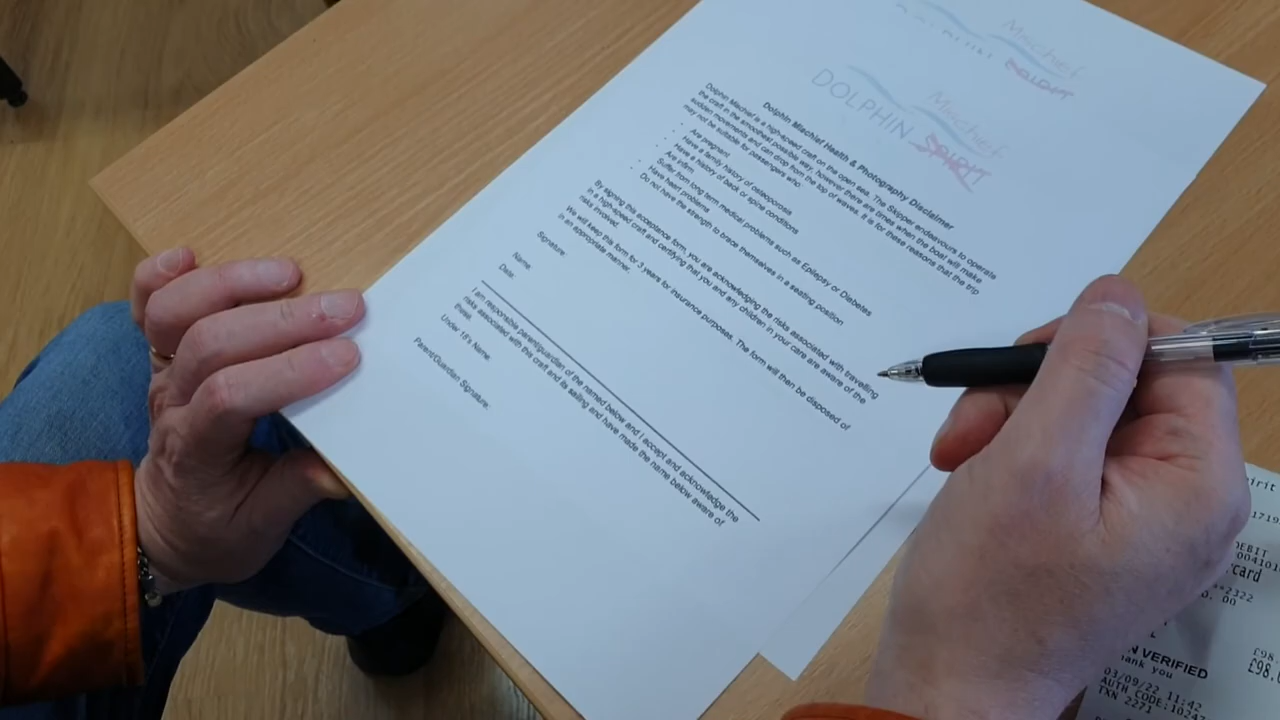 Mischief
SPIRIT
Mischief
DOLPHIN SPIRIT
Dolphin Mischief Health & Photography Disclaimer
Dolphin Mischief is a high-speed craft on the open sea. The Skipper endeavours to operate
the craft in the smoothest possible way, however there are times when the boat will make
sudden movements and can drop from the top of waves. It is for these reasons that the trip
may not be suitable for passengers who:
Are pregnant
Have a family history of osteoporosis
Have a history of back or spine conditions
Are infirm
Suffer from long term medical problems such as Epilepsy or Diabetes
Have heart problems
Do not have the strength to brace themselves in a seating position
By signing this acceptance form, you are acknowledging the risks associated with travelling
in a high-speed craft and certifying that you and any children in your care are aware of the
risks involved.
We will keep this form for 3 years for insurance purposes. The form will then be disposed of
in an appropriate manner.
Signature:
Name:
Date:
I am responsible parent/guardian of the named below and I accept and acknowledge the
risks associated with this craft and its sailing and have made the name below aware of
these.
Under 18's Name:
Parent/Guardian Signature:
DEBIT
VERIFIED
03/09/22 11:42
TXN 2271